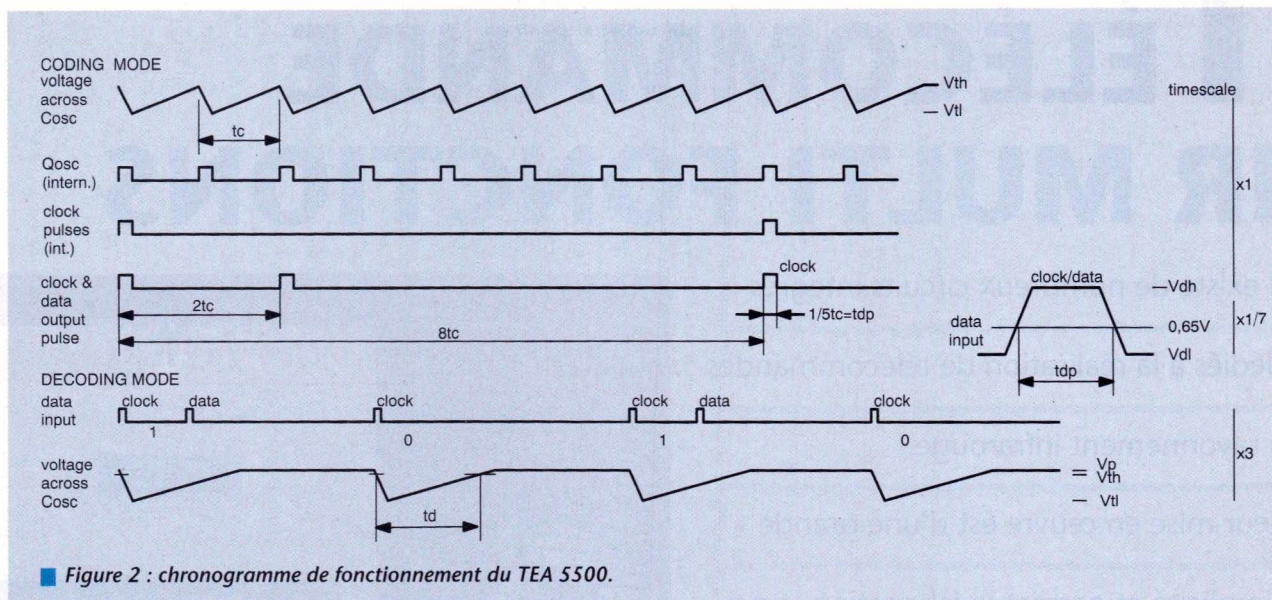 CODING MODE
voltage
across
Cosc
Vth
Vtl
timescale
tc
Qosc
(intern.)
x1
clock
pulses
(int.)
clock &
data
output
pulse
clock
2tc
1/5tc=tdp
8tc
clock/data
Vdh
data
input
0,65V
Vdl
x1/7
tdp
DECODING MODE
data
input
clock
data
clock
clock
data
clock
1
0
1
0
voltage
across
Cosc
Vp
Vth
Vtl
x3
td
Figure 2 : chronogramme de fonctionnement du TEA 5500.